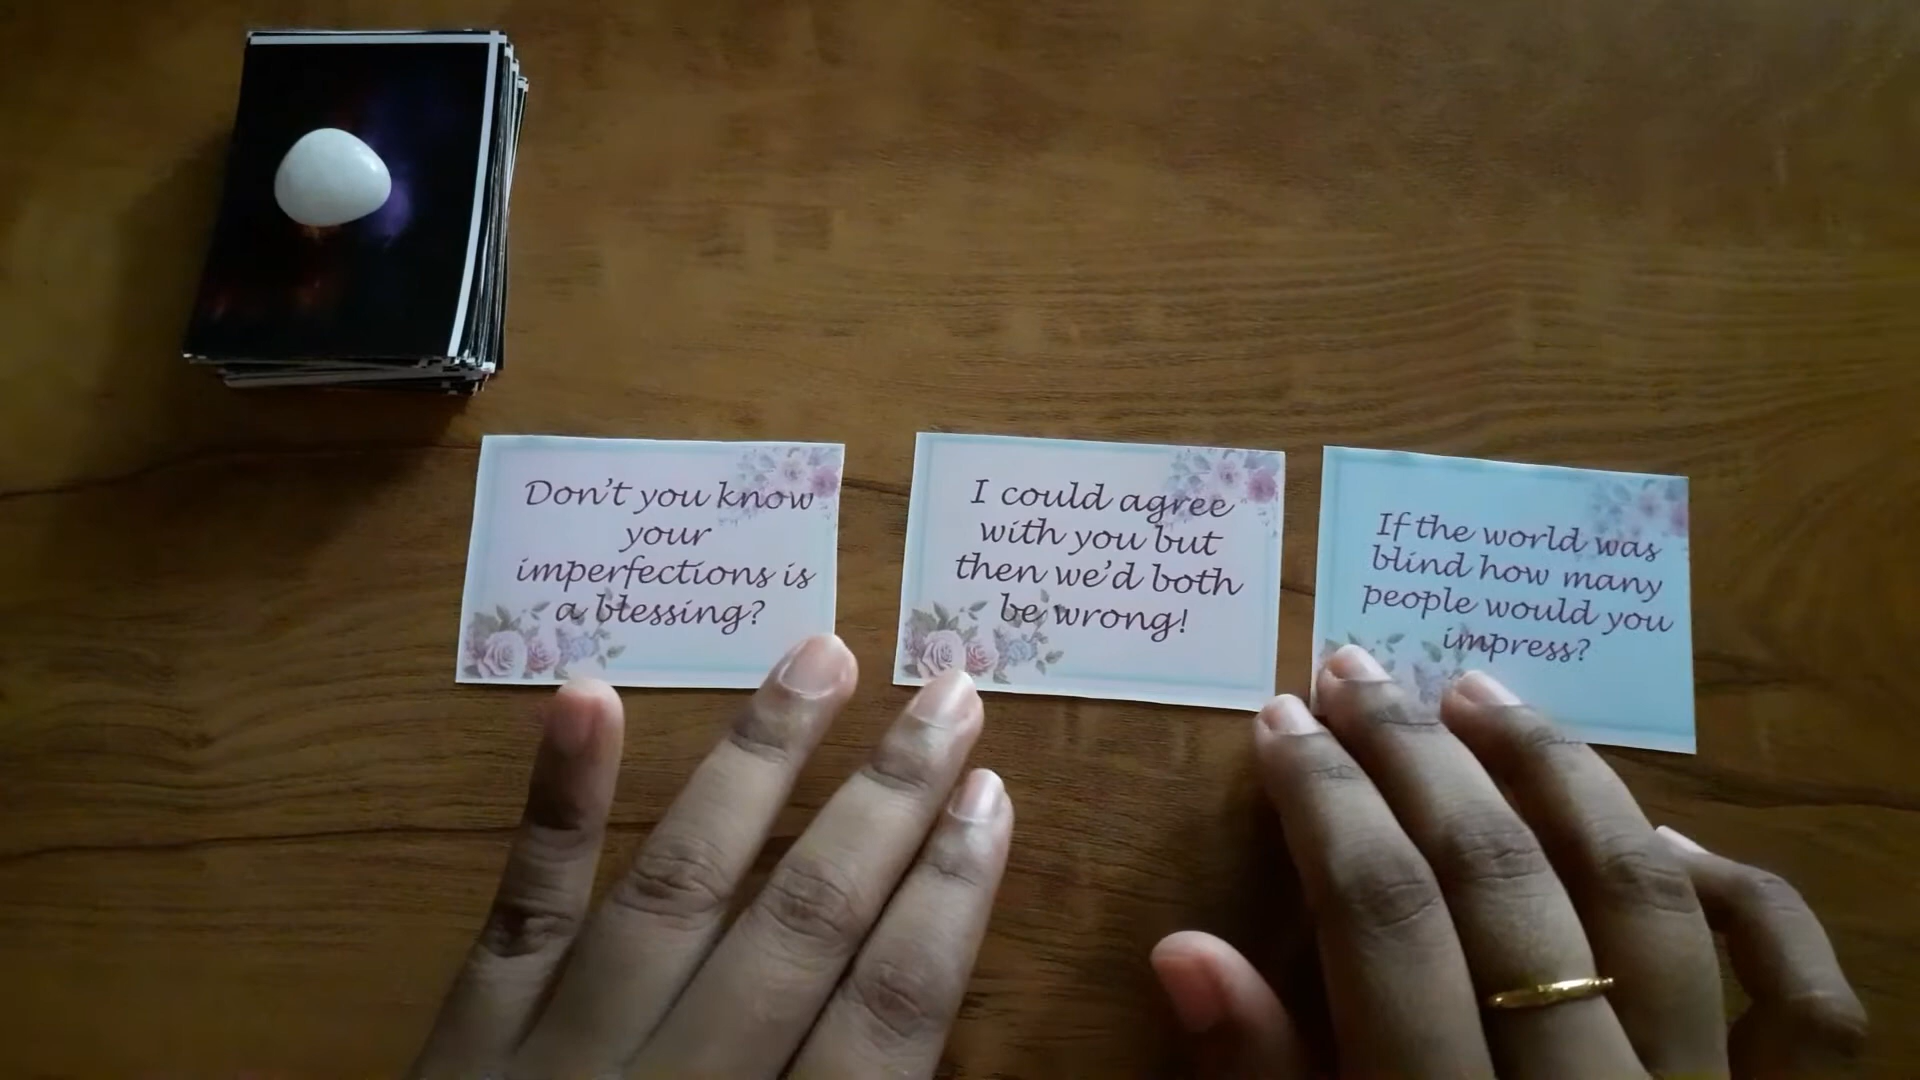 Don't you know
your
imperfections is
a blessing?
I could agree
with you but
then we'd both
be wrong!
If the world was
blind how many
people would you
impress?